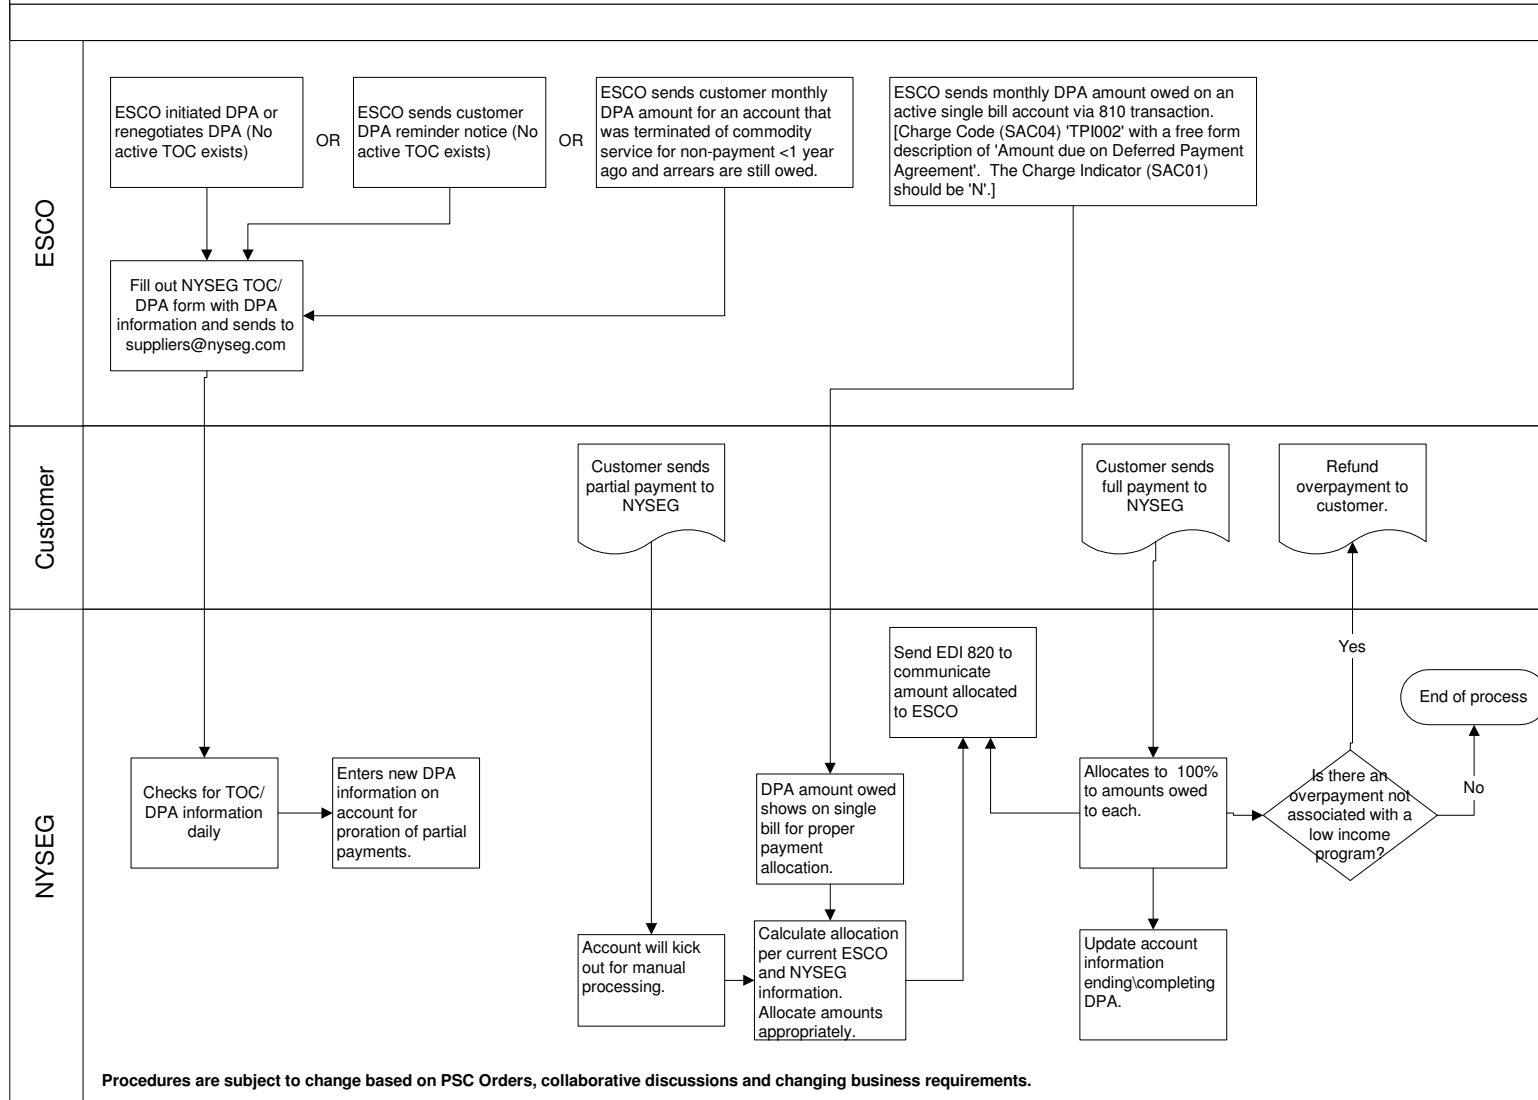 ESCO
ESCO initiated DPA or
renegotiates DPA (No
active TOC exists)
OR
ESCO sends customer
DPA reminder notice (No
active TOC exists)
OR
ESCO sends customer monthly
DPA amount for an account that
was terminated of commodity
service for non-payment <1 year
ago and arrears are still owed.
ESCO sends monthly DPA amount owed on an
active single bill account via 810 transaction.
[Charge Code (SAC04) 'TPI002' with a free form
description of 'Amount due on Deferred Payment
Agreement'.  The Charge Indicator (SAC01)
should be 'N'.]
Fill out NYSEG TOC/
DPA form with DPA
information and sends to
suppliers@nyseg.com
Customer
Customer sends
partial payment to
NYSEG
Customer sends
full payment to
NYSEG
Refund
overpayment to
customer.
NYSEG
Send EDI 820 to
communicate
amount allocated
to ESCO
Yes
End of process
No
Checks for TOC/
DPA information
daily
Enters new DPA
information on
account for
proration of partial
payments.
DPA amount owed
shows on single
bill for proper
payment
allocation.
Allocates to  100%
to amounts owed
to each.
Is there an
overpayment not
associated with a
low income
program?
Account will kick
out for manual
processing.
Calculate allocation
per current ESCO
and NYSEG
information.
Allocate amounts
appropriately.
Update account
information
ending\completing
DPA.
Procedures are subject to change based on PSC Orders, collaborative discussions and changing business requirements.